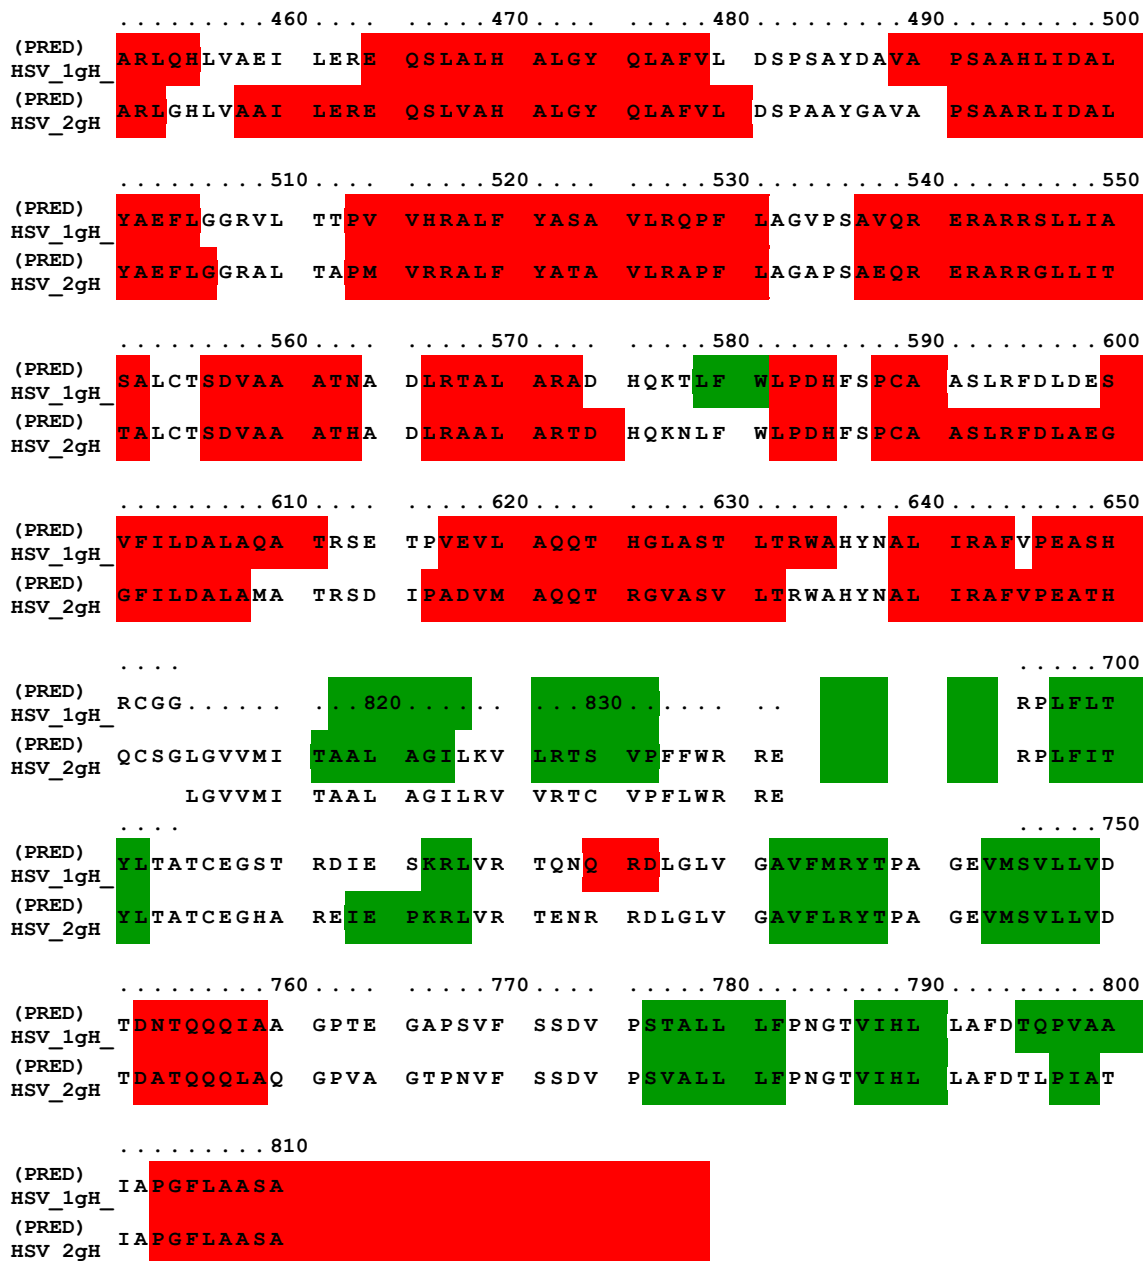 .........460.... .........470.... .........480.........490.........500
(PRED)
HSV_1gH_ ARLQHLVAEI LERE QSLALH ALGY QLAFVL DSPSAYDAVA PSAAHLIDAL
(PRED)
HSV_2gH ARLGHLVAAI LERE QSLVAH ALGY QLAFVL DSPAAYGAVA PSAARLIDAL
.........510.... .........520.... .........530.........540.........550
(PRED)
HSV_1gH_ YAEFLGGRVL TTPV VHRALF YASA VLRQPF LAGVPSAVQR ERARRSLLIA
(PRED)
HSV_2gH YAEFLGGRAL TAPM VRRALF YATA VLRAPF LAGAPSAEQR ERARRGLLIT
.........560.... .........570.... .........580.........590.........600
(PRED)
HSV_1gH_ SALCTSDVAA ATNA DLRTAL ARAD HQKTLF WLPDHFSPCA ASLRFDLDES
(PRED)
HSV_2gH TALCTSDVAA ATHA DLRAAL ARTD HQKNLF WLPDHFSPCA ASLRFDLAEG
.........610.... .........620.... .........630.........640.........650
(PRED)
HSV_1gH_ VFILDALAQA TRSE TPVEVL AQQT HGLAST LTRWAHYNAL IRAFVPEASH
(PRED)
HSV_2gH GFILDALAMA TRSD IPADVM AQQT RGVASV LTRWAHYNAL IRAFVPEATH
.... .....700
(PRED)
HSV_1gH_ RCGG...... ...820...... ...830...... .. RPLFLT
(PRED)
HSV_2gH QCSGLGVVMI TAAL AGILKV LRTS VPFFWR RE RPLFIT
LGVVMI TAAL AGILRV VRTC VPFLWR RE
.... .....750
(PRED)
HSV_1gH_ YLTATCEGST RDIE SKRLVR TQNQ RDLGLV GAVFMRYTPA GEVMSVLLVD
(PRED)
HSV_2gH YLTATCEGHA REIE PKRLVR TENR RDLGLV GAVFLRYTPA GEVMSVLLVD
.........760.... .........770.... .........780.........790.........800
(PRED)
HSV_1gH_ TDNTQQQIAA GPTE GAPSVF SSDV PSTALL LFPNGTVIHL LAFDTQPVAA
(PRED)
HSV_2gH TDATQQQLAQ GPVA GTPNVF SSDV PSVALL LFPNGTVIHL LAFDTLPIAT
.........810
(PRED)
HSV_1gH_ IAPGFLAASA
(PRED)
HSV 2gH IAPGFLAASA